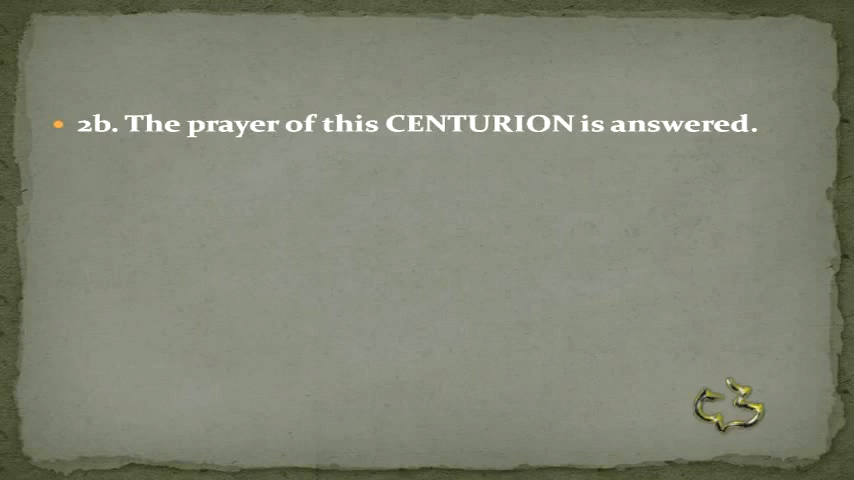 • 2b. The prayer of this CENTURION is answered.